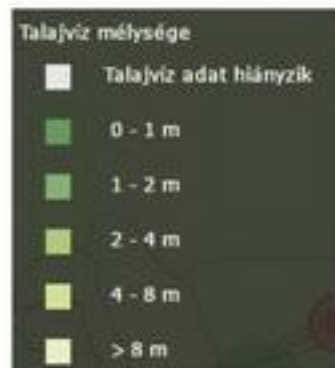 Talajvíz mélysége
Talajvíz adat hiányzik
0 - 1 m
1 - 2 m
2 - 4 m
4 - 8 m
> 8 m